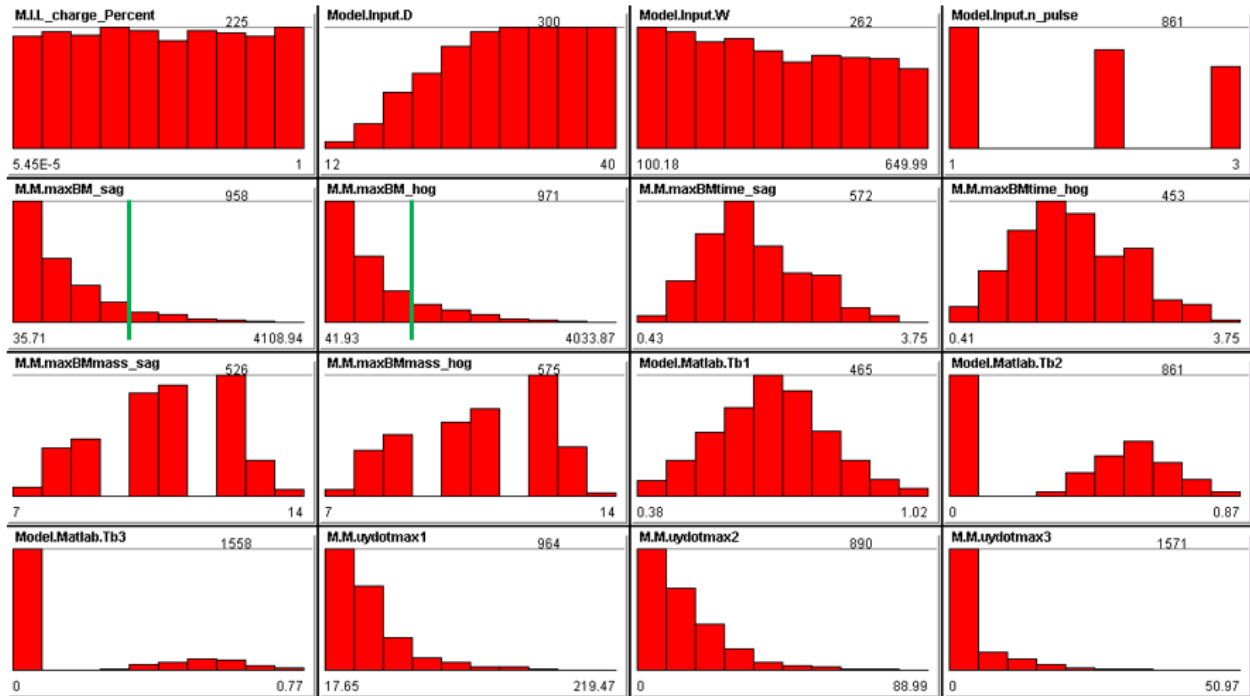 M.I.L_charge_Percent
225
5.45E-5 1
Model.Input.D
300
12 40
Model.Input.W
262
100.18 649.99
Model.Input.n_pulse
861
1 3
M.M.maxBM_sag
958
35.71 4108.94
M.M.maxBM_hog
971
41.93 4033.87
M.M.maxBMtime_sag
572
0.43 3.75
M.M.maxBMtime_hog
453
0.41 3.75
M.M.maxBMmass_sag
526
7 14
M.M.maxBMmass_hog
575
7 14
Model.Matlab.Tb1
465
0.38 1.02
Model.Matlab.Tb2
861
0 0.87
Model.Matlab.Tb3
1558
0 0.77
M.M.uydotmax1
964
17.65 219.47
M.M.uydotmax2
890
0 88.99
M.M.uydotmax3
1571
0 50.97